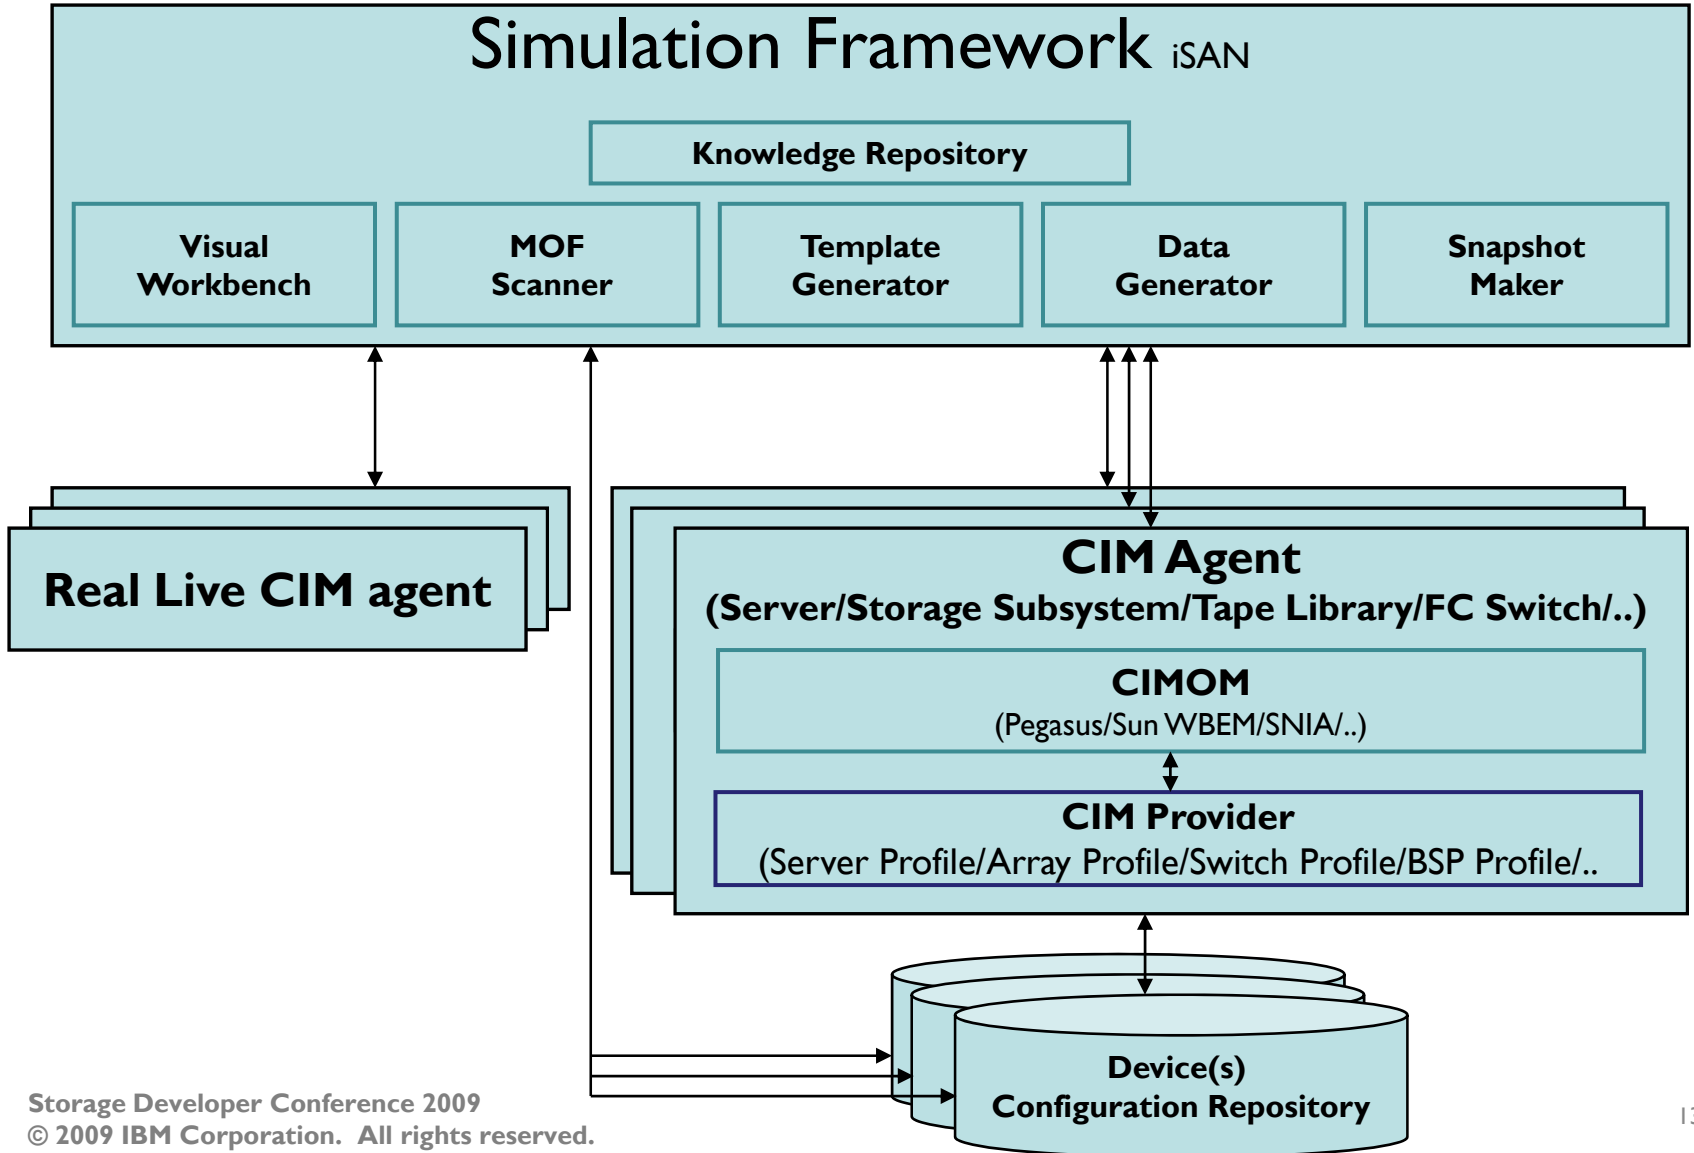 Simulation Framework iSAN
Knowledge Repository
Visual
Workbench
MOF
Scanner
Template
Generator
Data
Generator
Snapshot
Maker
Real Live CIM agent
CIM Agent
(Server/Storage Subsystem/Tape Library/FC Switch/..)
CIMOM
(Pegasus/Sun WBEM/SNIA/..)
CIM Provider
(Server Profile/Array Profile/Switch Profile/BSP Profile/..
Device(s)
Configuration Repository
Storage Developer Conference 2009
© 2009 IBM Corporation. All rights reserved.